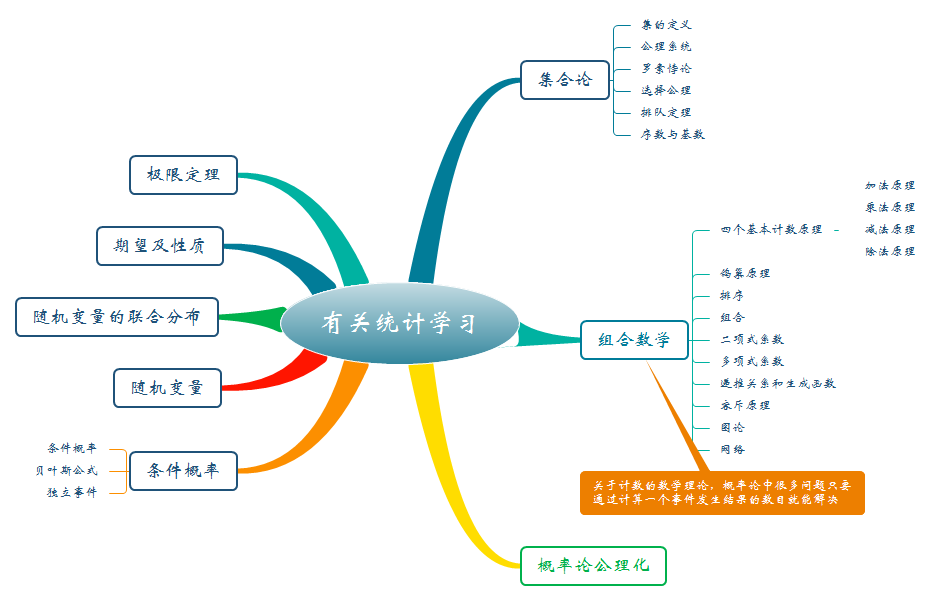 有关统计学习
集合论
集的定义
公理系统
罗素悖论
选择公理
排队定理
序数与基数
组合数学
四个基本计数原理
加法原理
乘法原理
减法原理
除法原理
鸽巢原理
排序
组合
二项式系数
多项式系数
递推关系和生成函数
容斥原理
图论
网络
关于计数的数学理论，概率论中很多问题只要
通过计算一个事件发生结果的数目就能解决
概率论公理化
极限定理
期望及性质
随机变量的联合分布
随机变量
条件概率
条件概率
贝叶斯公式
独立事件